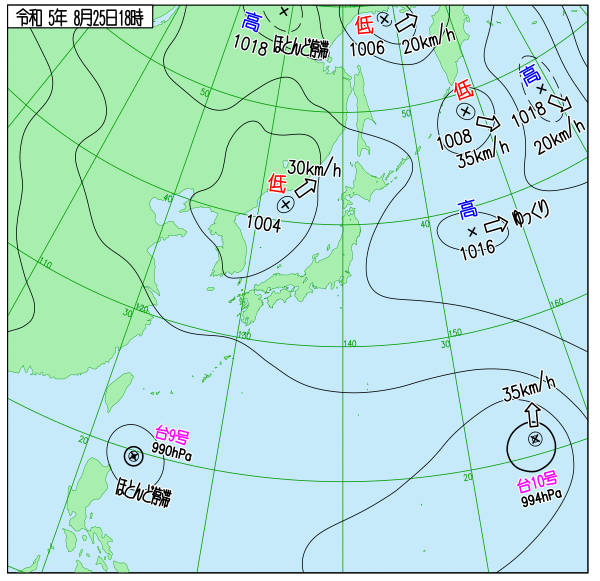 令和 5年 8月25日18時
高
1018
ほとんど停滞
低
1006
20km/h
高
1018
20km/h
低
1008
35km/h
50
50
低
30km/h
1004
40
40
高
ゆっくり
1016
110
120
130
30
130
140
150
30
160
35km/h
台9号
990hPa
ほとんど停滞
20
20
台10号
994hPa